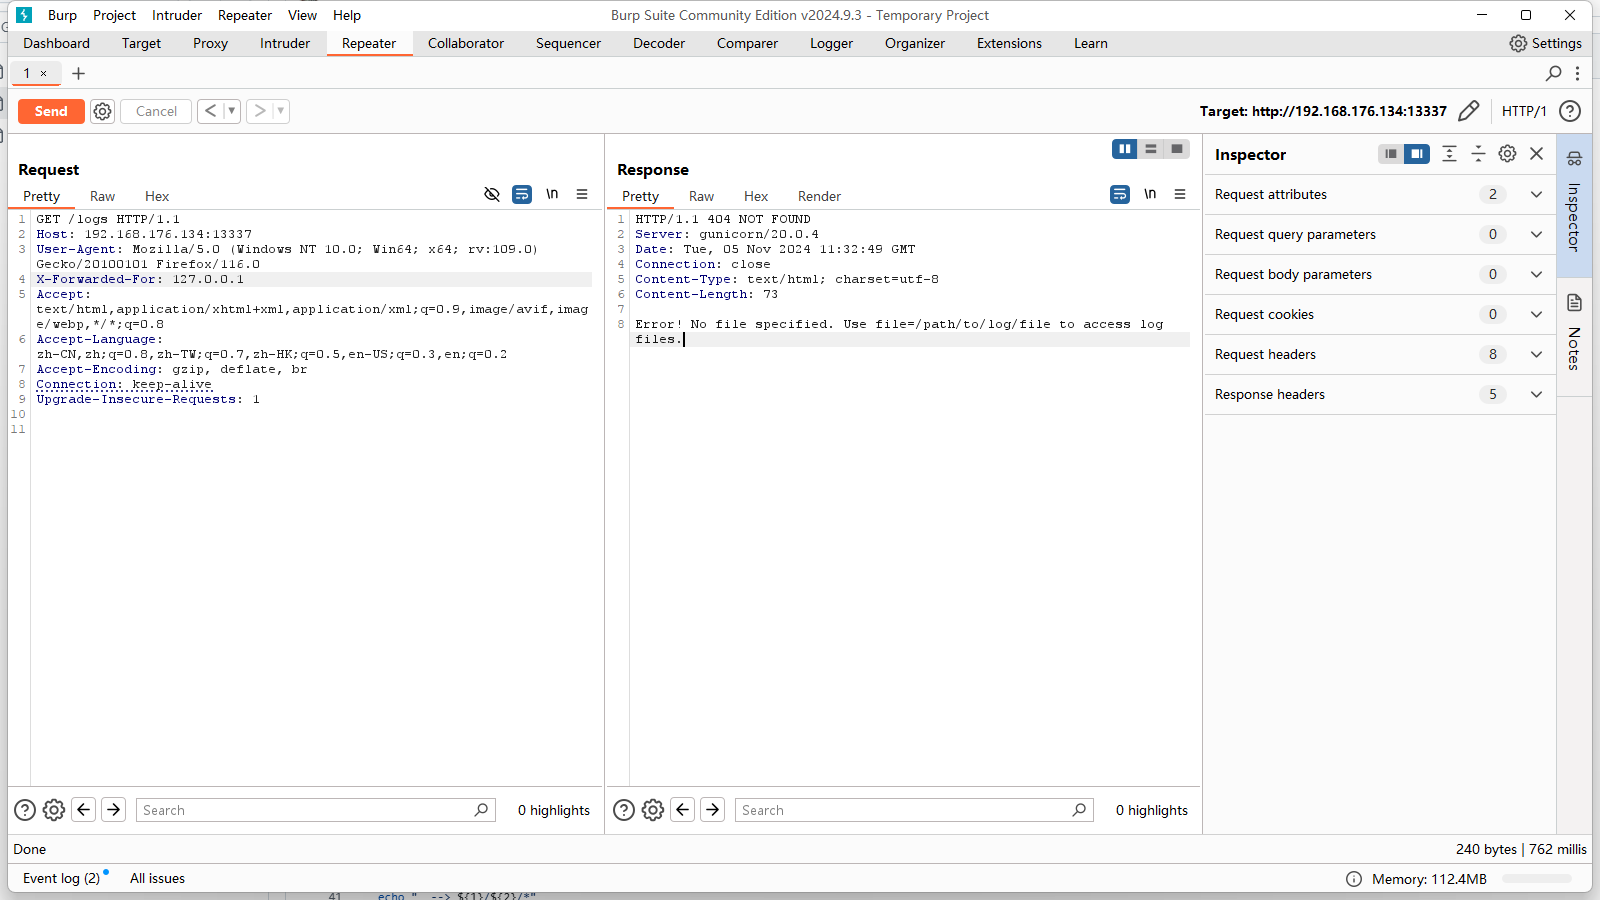 Burp Project Intruder Repeater View Help Burp Suite Community Edition v2024.9.3 - Temporary Project
Dashboard Target Proxy Intruder Repeater Collaborator Sequencer Decoder Comparer Logger Organizer Extensions Learn Settings
1 × +
Send Cancel < > Target: http://192.168.176.134:13337 HTTP/1 ?
Request
Pretty Raw Hex \n
1 GET /logs HTTP/1.1
2 Host: 192.168.176.134:13337
3 User-Agent: Mozilla/5.0 (Windows NT 10.0; Win64; x64; rv:109.0)
Gecko/20100101 Firefox/116.0
4 X-Forwarded-For: 127.0.0.1
5 Accept:
text/html,application/xhtml+xml,application/xml;q=0.9,image/avif,imag
e/webp,*/*;q=0.8
6 Accept-Language:
zh-CN,zh;q=0.8,zh-TW;q=0.7,zh-HK;q=0.5,en-US;q=0.3,en;q=0.2
7 Accept-Encoding: gzip, deflate, br
8 Connection: keep-alive
9 Upgrade-Insecure-Requests: 1
10
11
Search 0 highlights
Response
Pretty Raw Hex Render \n
1 HTTP/1.1 404 NOT FOUND
2 Server: gunicorn/20.0.4
3 Date: Tue, 05 Nov 2024 11:32:49 GMT
4 Connection: close
5 Content-Type: text/html; charset=utf-8
6 Content-Length: 73
7
8 Error! No file specified. Use file=/path/to/log/file to access log
files.
Search 0 highlights
Inspector
Request attributes 2
Request query parameters 0
Request body parameters 0
Request cookies 0
Request headers 8
Response headers 5
Inspector
Notes
Done 240 bytes | 762 millis
Event log (2) All issues Memory: 112.4MB
41 echo " --> ${1}/${2}/*"